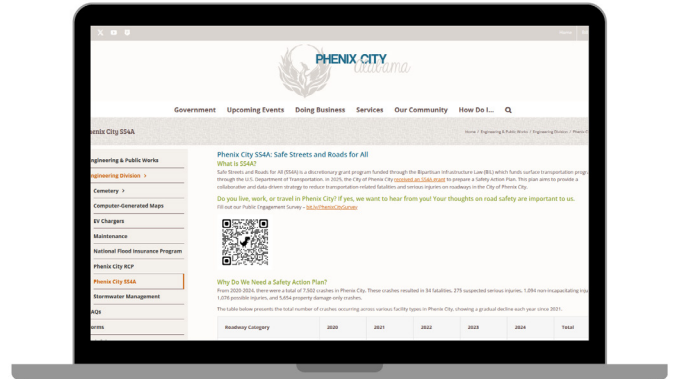 Home
PHENIX CITY
alabama
Government Upcoming Events Doing Business Services Our Community How Do I...
enix City SS4A
Home / Engineering & Public Works / Engineering Division / Phenix C
ngineering & Public Works
ngineering Division >
Cemetery >
Computer-Generated Maps
EV Chargers
Maintenance
National Flood Insurance Program
Phenix City RCP
Phenix City SS4A
Stormwater Management
AQs
orms
Phenix City SS4A: Safe Streets and Roads for All
What is SS4A?
Safe Streets and Roads for All (SS4A) is a discretionary grant program funded through the Bipartisan Infrastructure Law (BIL) which funds surface transportation progra
through the U.S. Department of Transportation. In 2025, the City of Phenix City received an SS4A grant to prepare a Safety Action Plan. This plan aims to provide a
collaborative and data-driven strategy to reduce transportation-related fatalities and serious injuries on roadways in the City of Phenix City.
Do you live, work, or travel in Phenix City? If yes, we want to hear from you! Your thoughts on road safety are important to us.
Fill out our Public Engagement Survey – bit.ly/PhenixCitySurvey
Why Do We Need a Safety Action Plan?
From 2020-2024, there were a total of 7,502 crashes in Phenix City. These crashes resulted in 34 fatalities, 275 suspected serious injuries, 1,094 non-incapacitating inju
1,076 possible injuries, and 5,654 property damage only crashes.
The table below presents the total number of crashes occurring across various facility types in Phenix City, showing a gradual decline each year since 2021.
Roadway Category 2020 2021 2022 2023 2024 Total